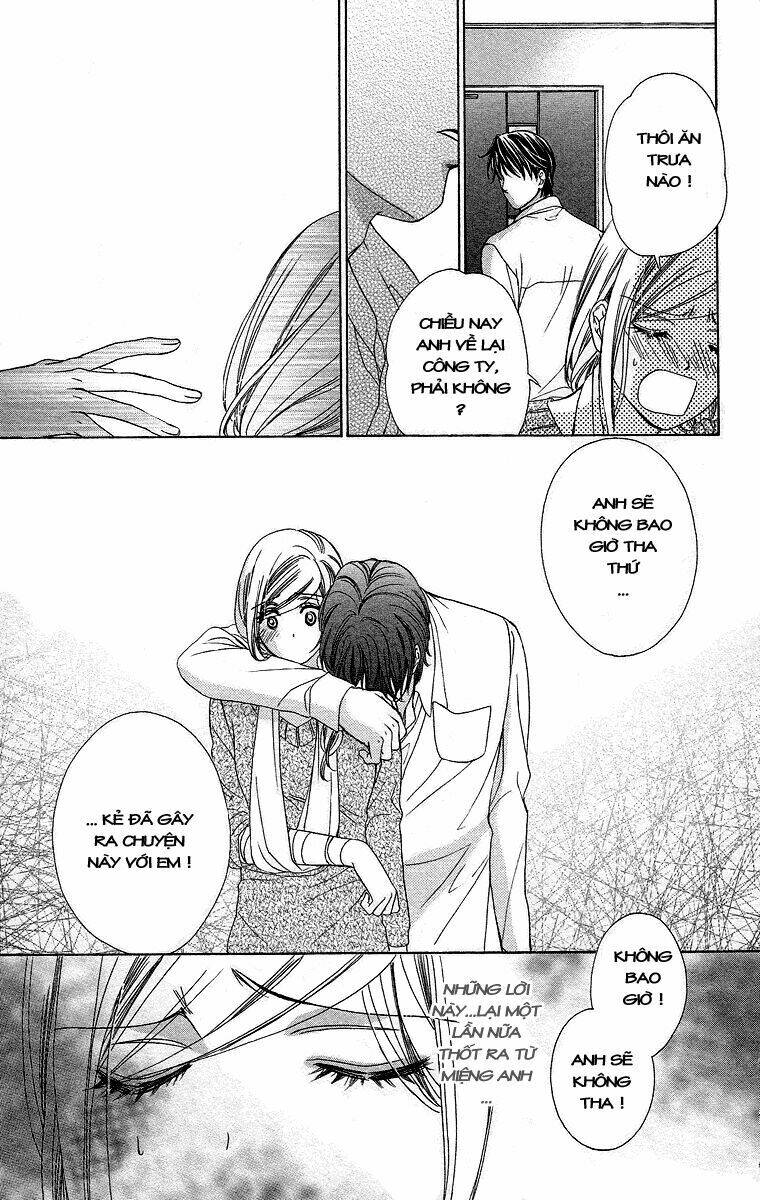 THÔI ĂN
TRƯA
NÀO !
CHIỀU NAY
ANH VỀ LẠI
CÔNG TY,
PHẢI KHÔNG
?
ANH SẼ
KHÔNG BAO
GIỜ THA
THỨ
...
... KẺ ĐÃ GÂY
RA CHUYỆN
NÀY VỚI EM !
KHÔNG
BAO
GIỜ !
ANH SẼ
KHÔNG
THA !
NHỮNG LỜI
NÀY...LẠI MỘT
LẦN NỮA
THỐT RA TỪ
MIỆNG ANH
...